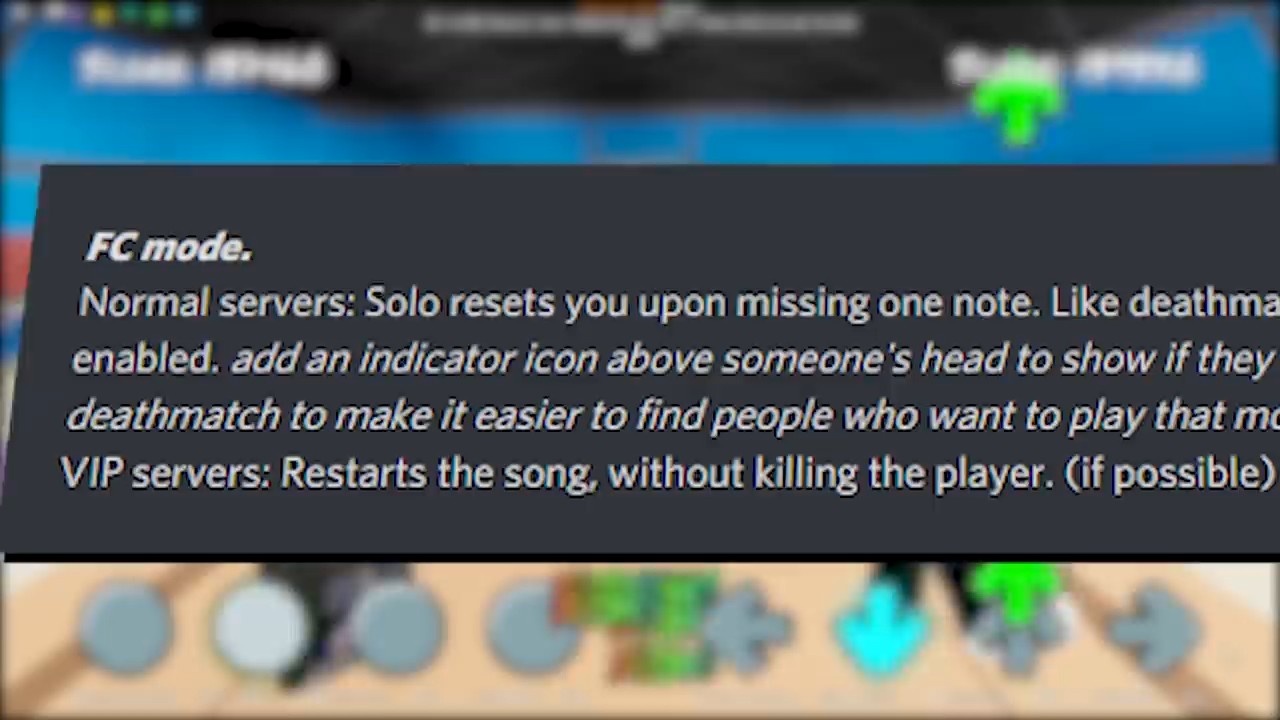 FC mode.
Normal servers: Solo resets you upon missing one note. Like deathma
enabled. add an indicator icon above someone's head to show if they
deathmatch to make it easier to find people who want to play that mo
VIP servers: Restarts the song, without killing the player. (if possible)